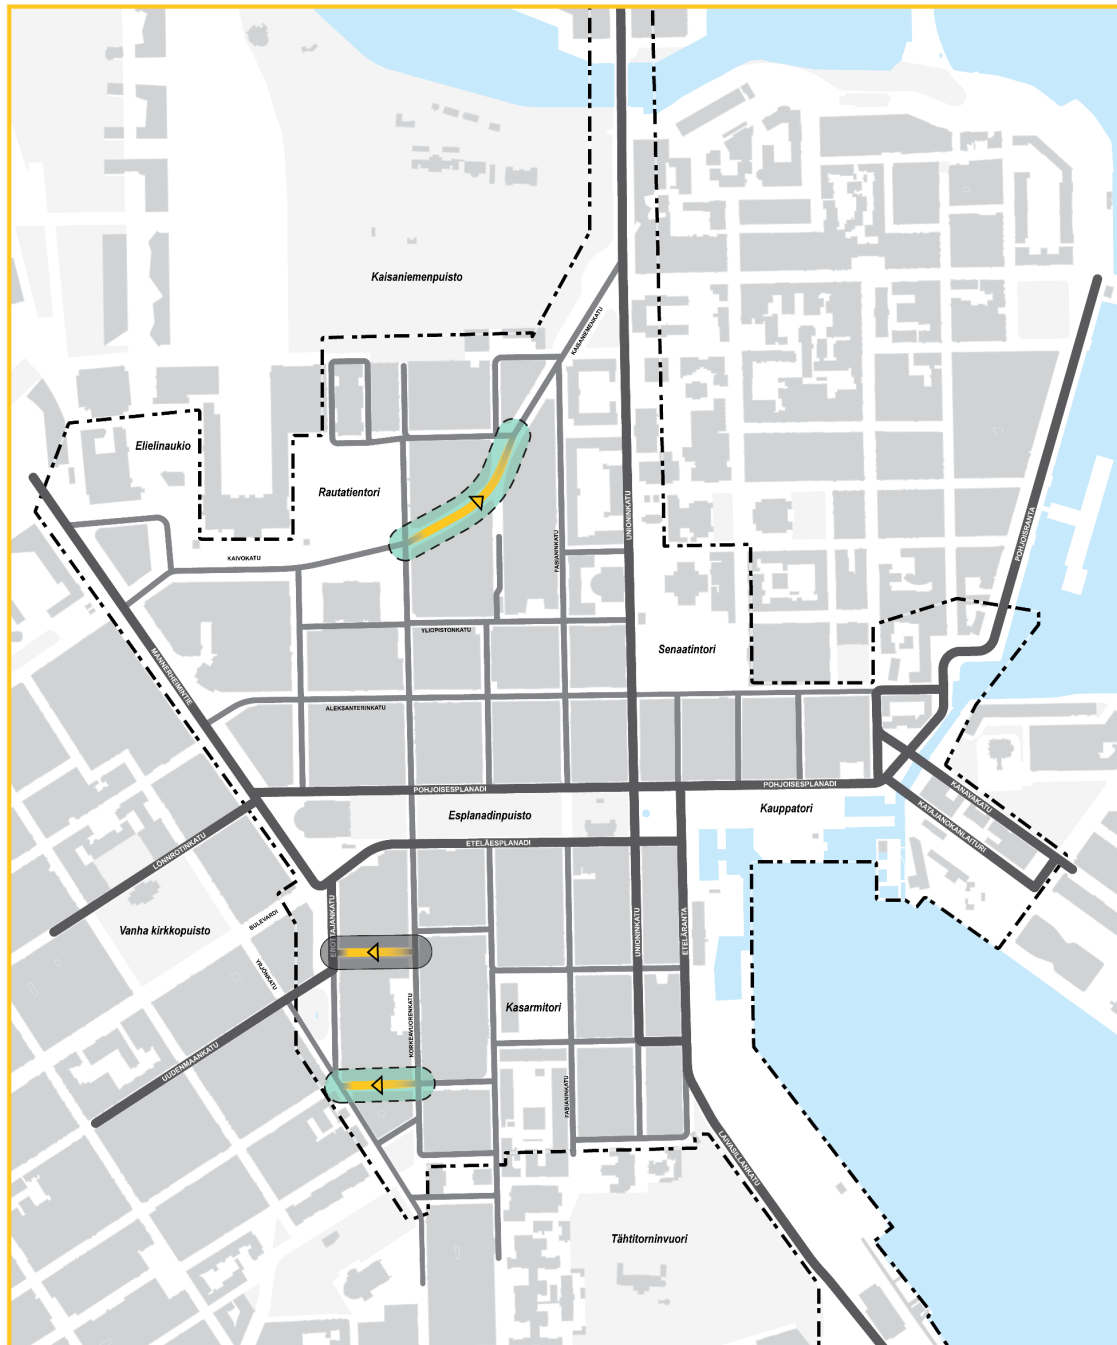 Kaisaniemenpuisto
KAISANIEMENKATU
Elielinaukio
Rautatientori
UNIONINKATU
POHJOISRANTA
KAIVOKATU
FABIANINKATU
YLIOPISTONKATU
Senaatintori
MANNERHEIMINTIE
ALEKSANTERINKATU
POHJOISESPLANADI
POHJOISESPLANADI
KANAVAKATU
Esplanadinpuisto
Kauppatori
KATAJANOKANLAITURI
LÖNNROTINKATU
ETELÄESPLANADI
EROTTAJANKATU
BULEVARDI
Vanha kirkkopuisto
UNIONINKATU
ETELÄRANTA
YRJÖNKATU
Kasarmitori
KORKEAVUORENKATU
UUDENMAANKATU
FABIANINKATU
LAIVASILLANKATU
Tähtitorninvuori